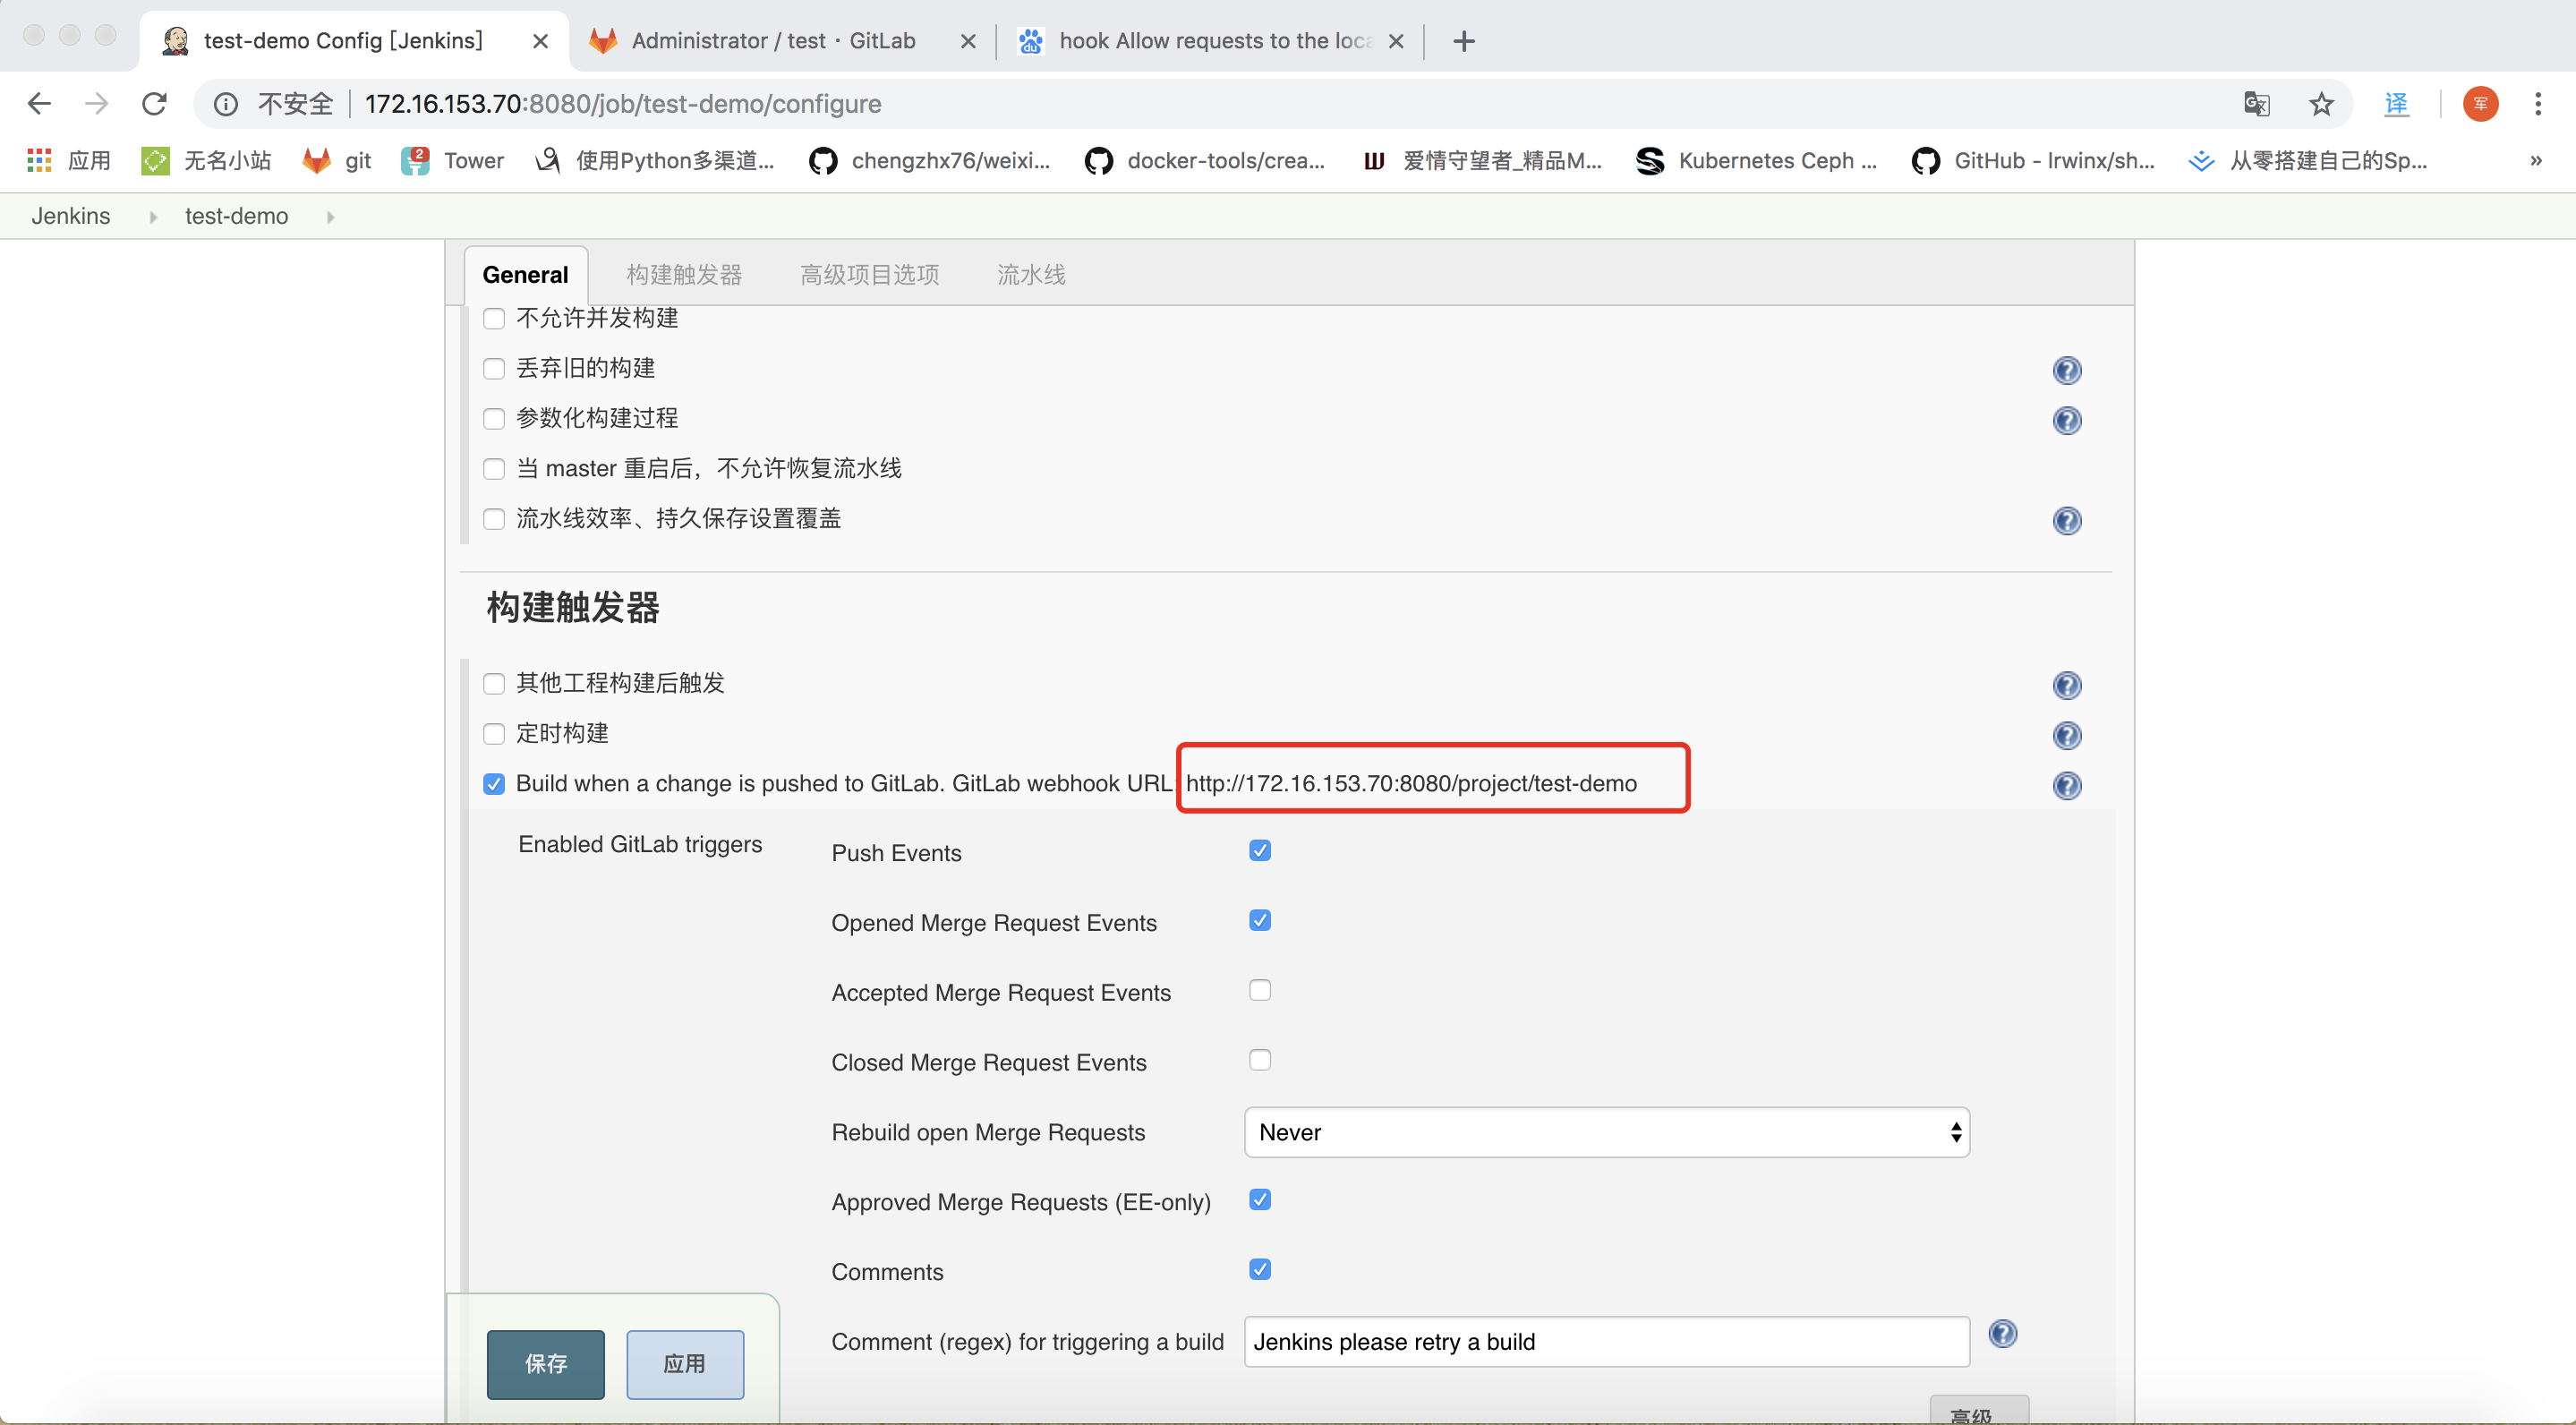 test-demo Config [Jenkins]
Administrator / test · GitLab
hook Allow requests to the loca
不安全 172.16.153.70:8080/job/test-demo/configure
译
军
应用
无名小站
git
2
Tower
使用Python多渠道...
chengzhx76/weixi...
docker-tools/crea...
爱情守望者_精品M...
Kubernetes Ceph ...
GitHub - lrwinx/sh...
从零搭建自己的Sp...
»
Jenkins
test-demo
General
构建触发器
高级项目选项
流水线
不允许并发构建
丢弃旧的构建
参数化构建过程
当 master 重启后，不允许恢复流水线
流水线效率、持久保存设置覆盖
构建触发器
其他工程构建后触发
定时构建
Build when a change is pushed to GitLab. GitLab webhook URL: http://172.16.153.70:8080/project/test-demo
Enabled GitLab triggers
Push Events
Opened Merge Request Events
Accepted Merge Request Events
Closed Merge Request Events
Rebuild open Merge Requests
Never
Approved Merge Requests (EE-only)
Comments
Comment (regex) for triggering a build
Jenkins please retry a build
保存
应用
高级